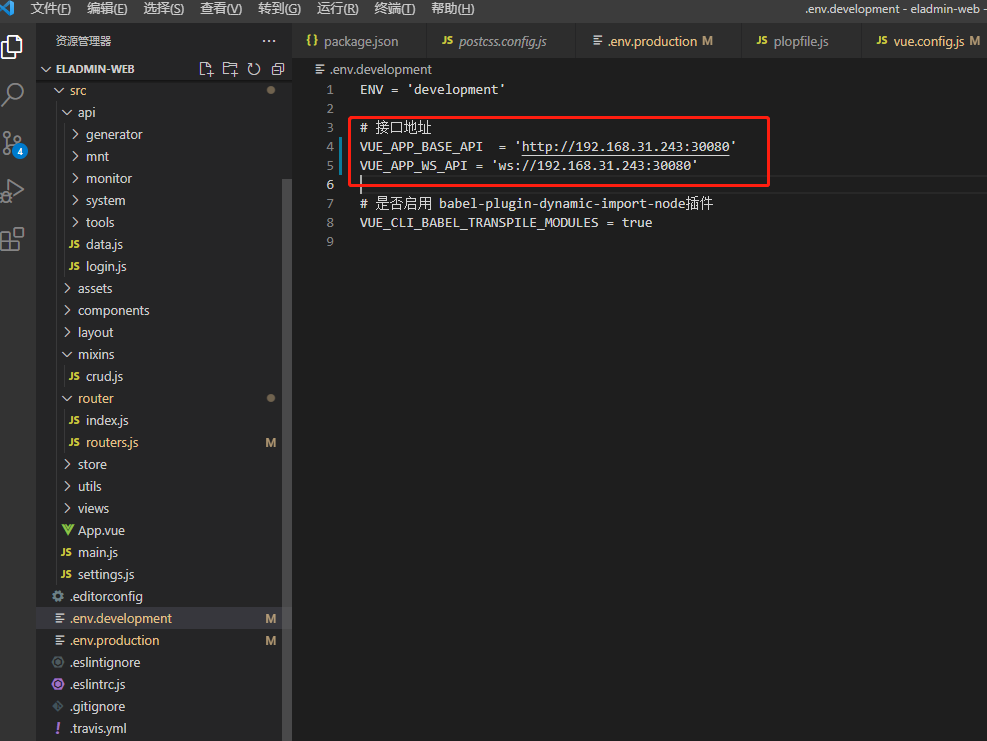 文件(F) 编辑(E) 选择(S) 查看(V) 转到(G) 运行(R) 终端(T) 帮助(H) .env.development - eladmin-web -
资源管理器 ···
{} package.json JS postcss.config.js .env.production M JS plopfile.js JS vue.config.js M
ELADMIN-WEB
src
api
generator
mnt
monitor
system
tools
JS data.js
JS login.js
assets
components
layout
mixins
JS crud.js
router
JS index.js
JS routers.js M
store
utils
views
App.vue
JS main.js
JS settings.js
.editorconfig
.env.development M
.env.production M
.eslintignore
.eslintrc.js
.gitignore
! .travis.yml
4
.env.development
1 ENV = 'development'
2
3 # 接口地址
4 VUE_APP_BASE_API  = 'http://192.168.31.243:30080'
5 VUE_APP_WS_API = 'ws://192.168.31.243:30080'
6
7 # 是否启用 babel-plugin-dynamic-import-node插件
8 VUE_CLI_BABEL_TRANSPILE_MODULES = true
9